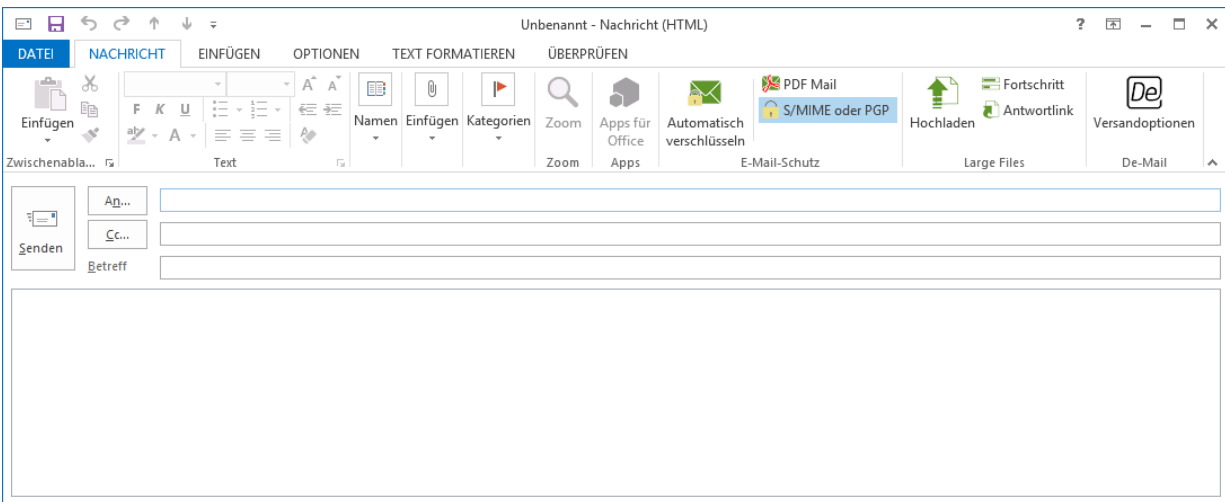 Unbenannt - Nachricht (HTML) ?
DATEI NACHRICHT EINFÜGEN OPTIONEN TEXT FORMATIEREN ÜBERPRÜFEN
Einfügen
F K U
ab A
A A
Namen
Einfügen
Kategorien
Zoom
Apps für
Office
Automatisch
verschlüsseln
PDF Mail
S/MIME oder PGP
Hochladen
Fortschritt
Antwortlink
De
Versandoptionen
Zwischenabla... Text Zoom Apps E-Mail-Schutz Large Files De-Mail
Senden
An...
Cc...
Betreff